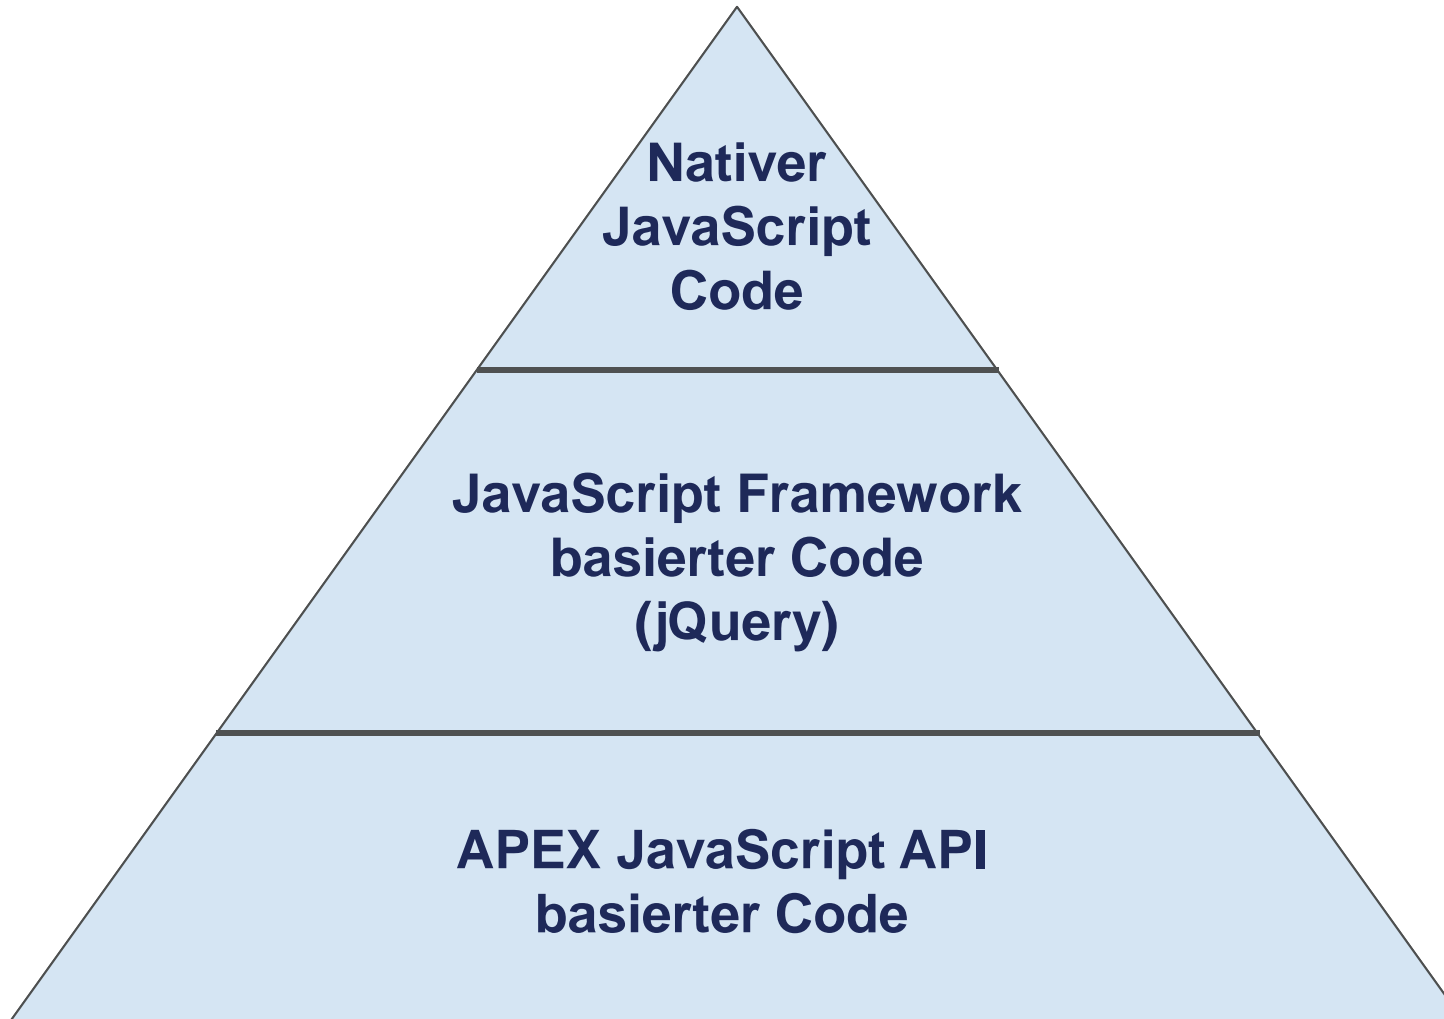 Nativer
JavaScript
Code
JavaScript Framework
basierter Code
(jQuery)
APEX JavaScript API
basierter Code